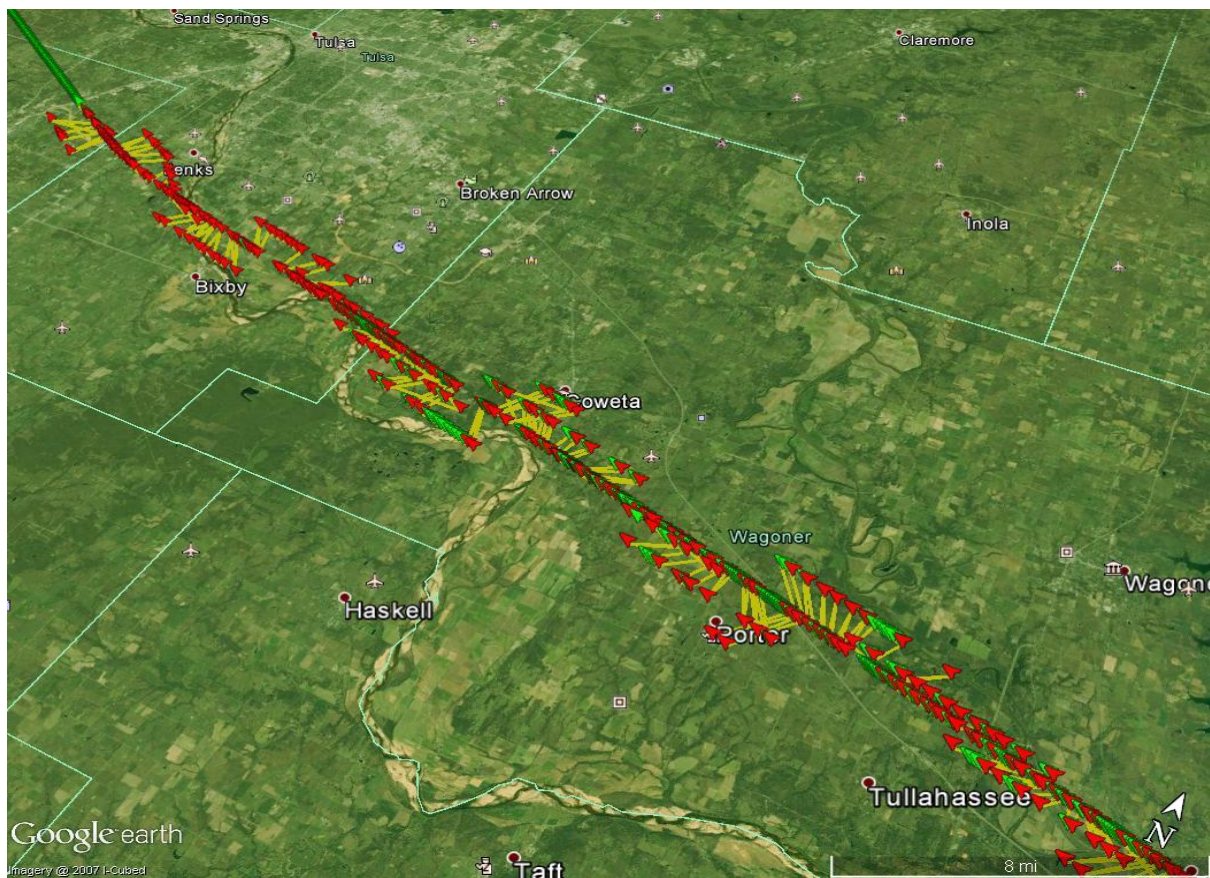 Sand Springs
Tulsa
Tulsa
Claremore
enks
Broken Arrow
Inola
Bixby
Coweta
Wagoner
Wagone
Haskell
Porter
Tullahassee
N
Google earth
8 mi
Imagery @ 2007 I-Cubed
Taft